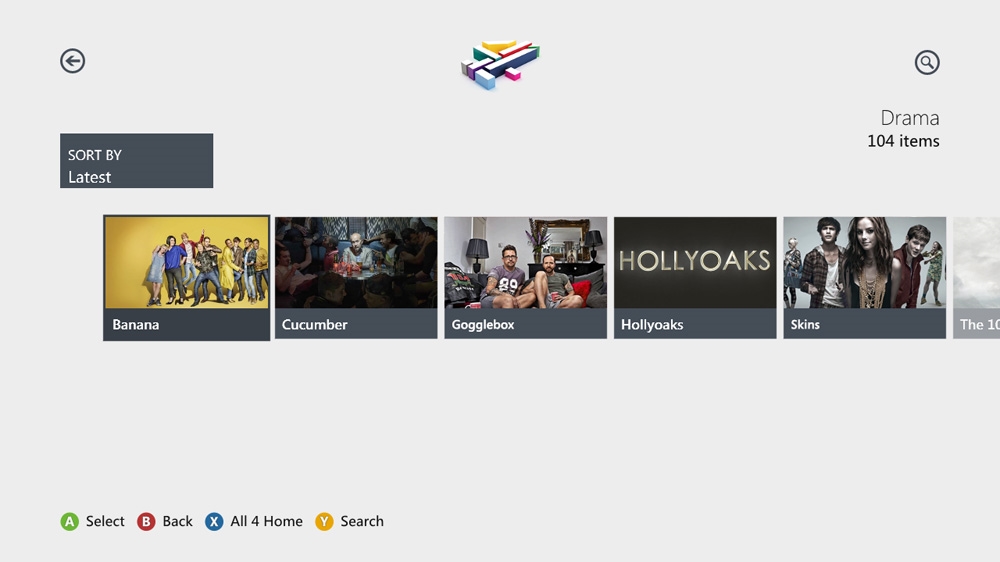 Drama
104 items
SORT BY
Latest
HOLLYOAKS
Banana
Cucumber
Gogglebox
Hollyoaks
Skins
The 10
A Select B Back X All 4 Home Y Search